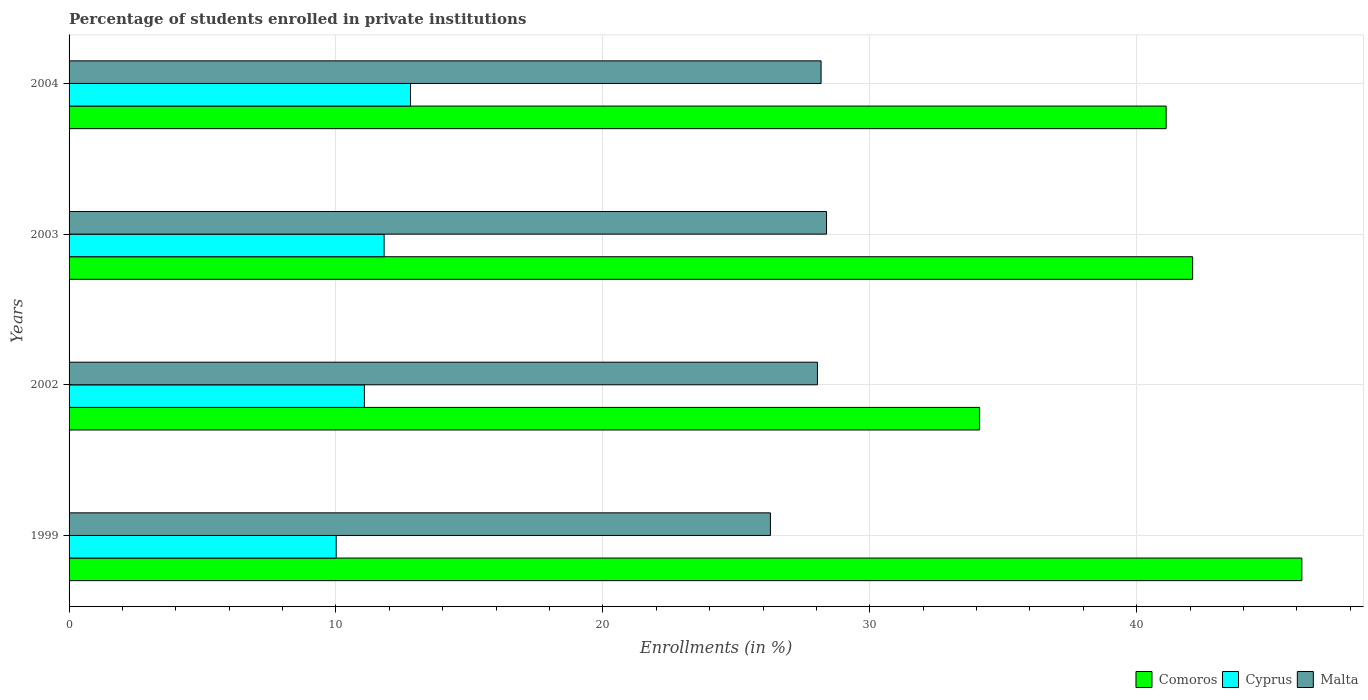 Percentage of students enrolled in private institutions
2004
2003
2002
1999
Years
0
10
20
30
40
Enrollments (in %)
Comoros
Cyprus
Malta